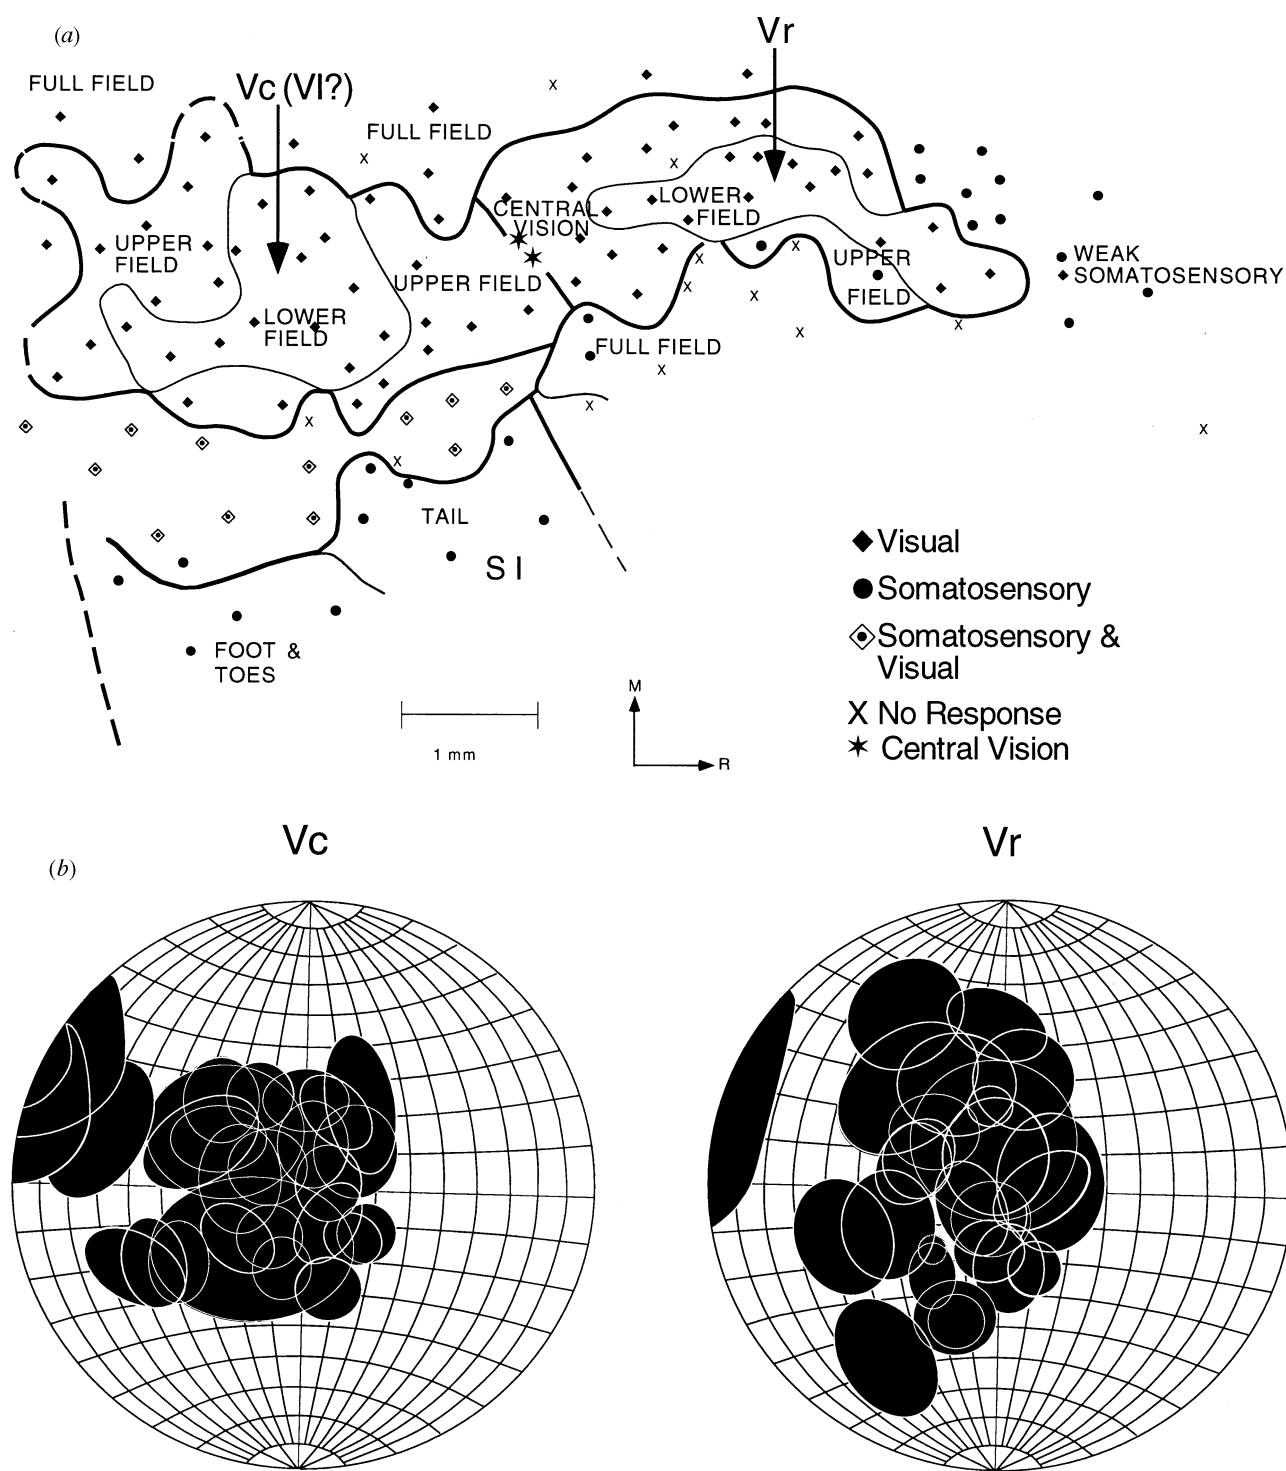 (a)
Vr
FULL FIELD
Vc (VI?)
FULL FIELD
CENTRAL
VISION
LOWER
FIELD
UPPER
FIELD
UPPER FIELD
UPPER
FIELD
WEAK
SOMATOSENSORY
LOWER
FIELD
FULL FIELD
TAIL
S I
Visual
Somatosensory
Somatosensory &
Visual
X No Response
Central Vision
FOOT &
TOES
1 mm
M
R
Vc
Vr
(b)